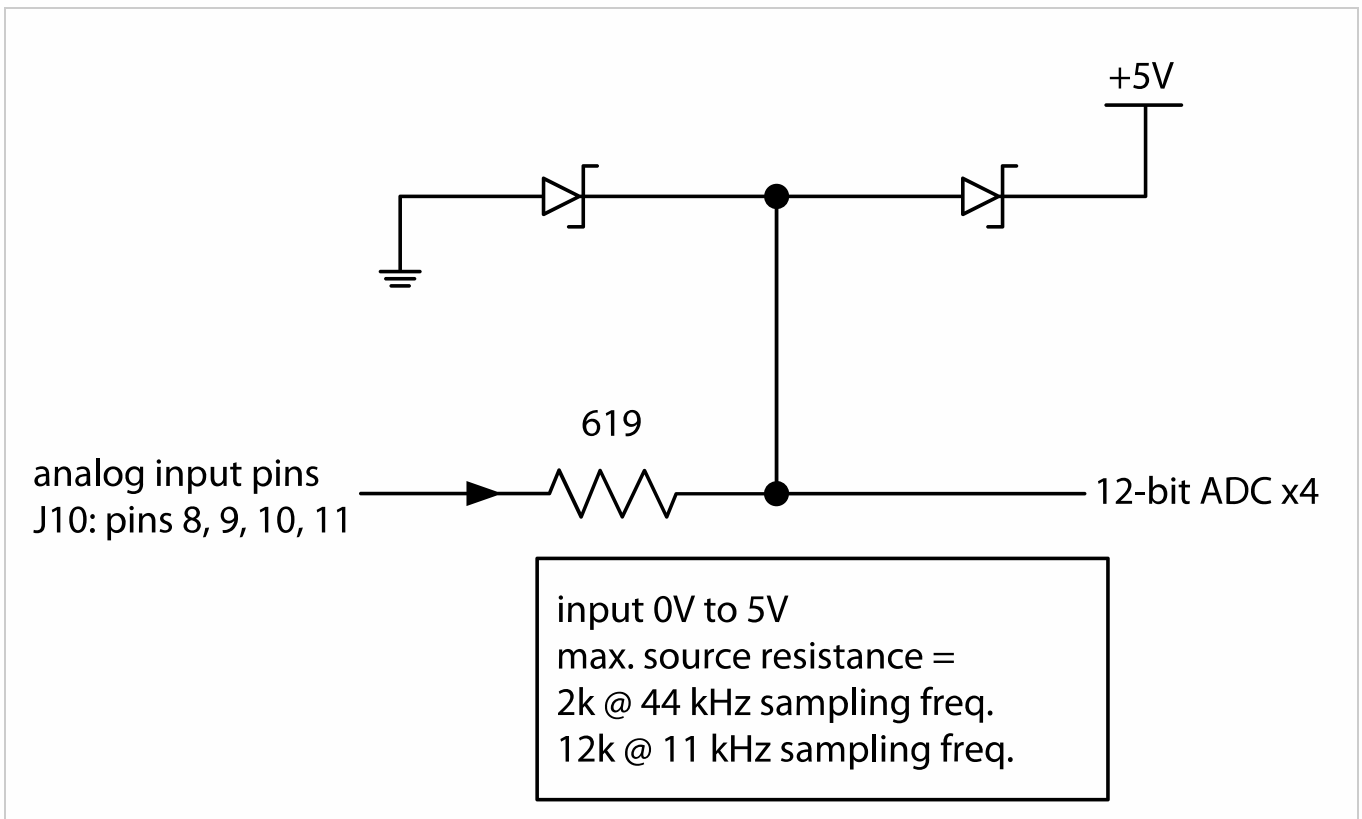 +5V
619
analog input pins
J10: pins 8, 9, 10, 11
12-bit ADC x4
input 0V to 5V
max. source resistance =
2k @ 44 kHz sampling freq.
12k @ 11 kHz sampling freq.